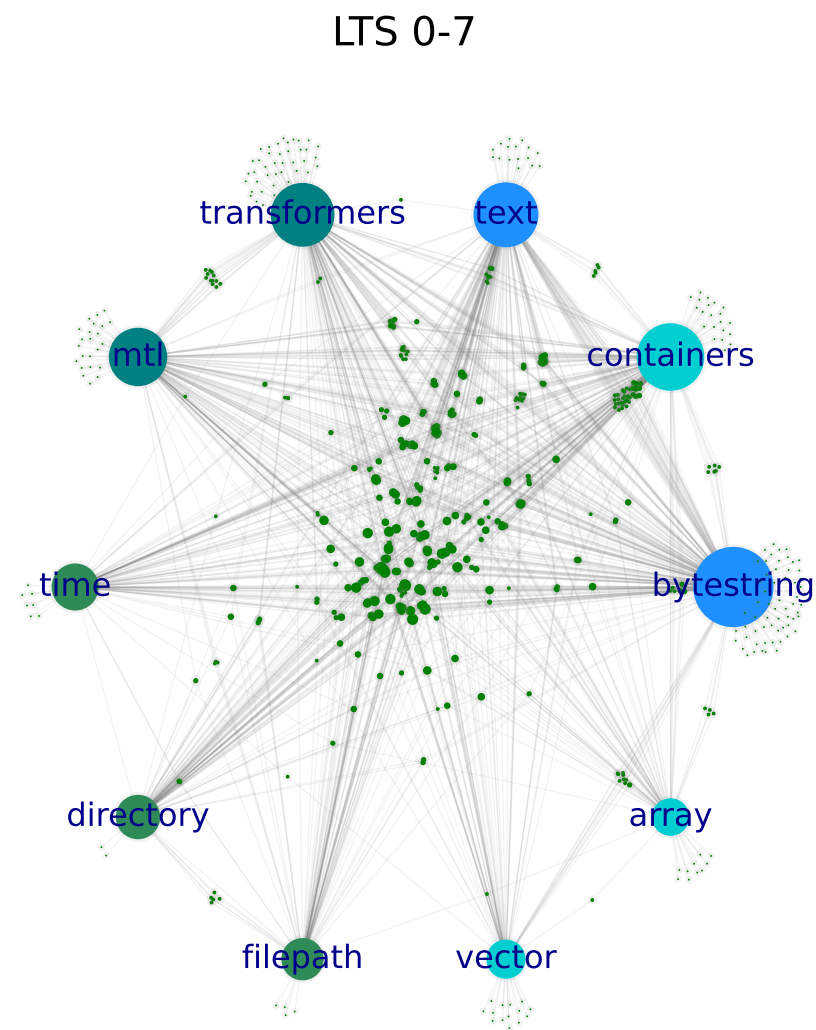 LTS 0-7
transformers
text
mtl
containers
time
bytestring
directory
array
filepath
vector